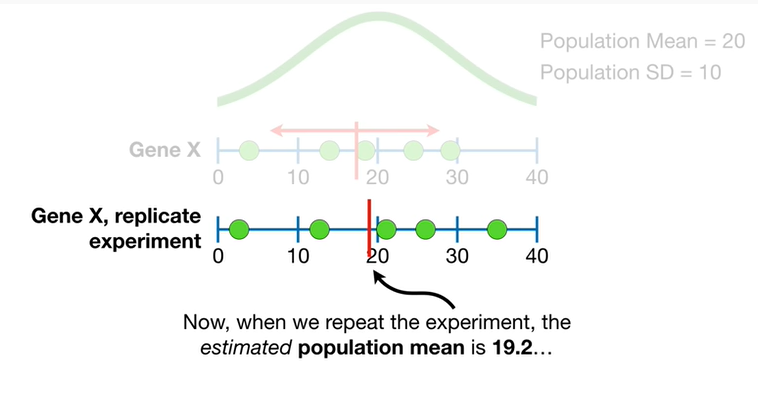 Population Mean = 20
Population SD = 10
Gene X
0 10 20 30 40
Gene X, replicate
experiment
0 10 20 30 40
Now, when we repeat the experiment, the
estimated population mean is 19.2…